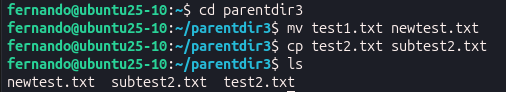 fernando@ubuntu25-10:~$ cd parentdir3
fernando@ubuntu25-10:~/parentdir3$ mv test1.txt newtest.txt
fernando@ubuntu25-10:~/parentdir3$ cp test2.txt subtest2.txt
fernando@ubuntu25-10:~/parentdir3$ ls
newtest.txt  subtest2.txt  test2.txt